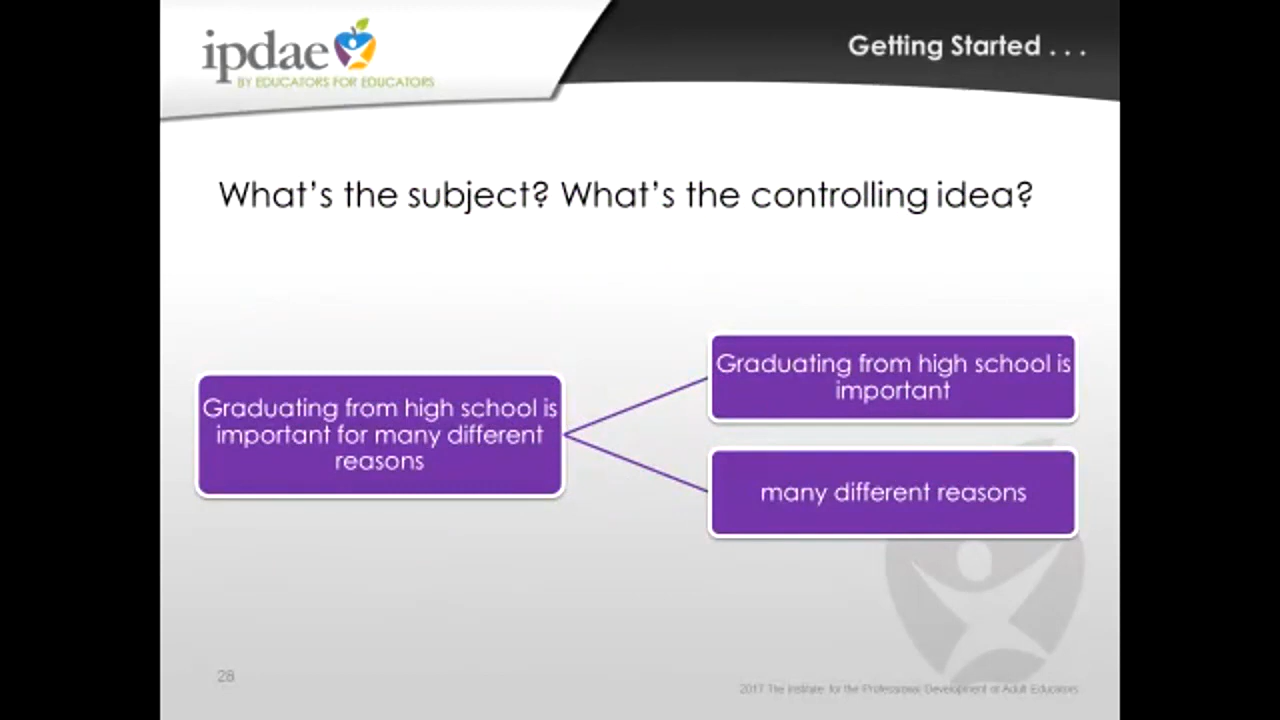 ipdae
BY EDUCATORS FOR EDUCATORS
Getting Started . . .
What's the subject? What's the controlling idea?
Graduating from high school is
important for many different
reasons
Graduating from high school is
important
many different reasons
28
2017 The Institute for the Professional Development of Adult Educators